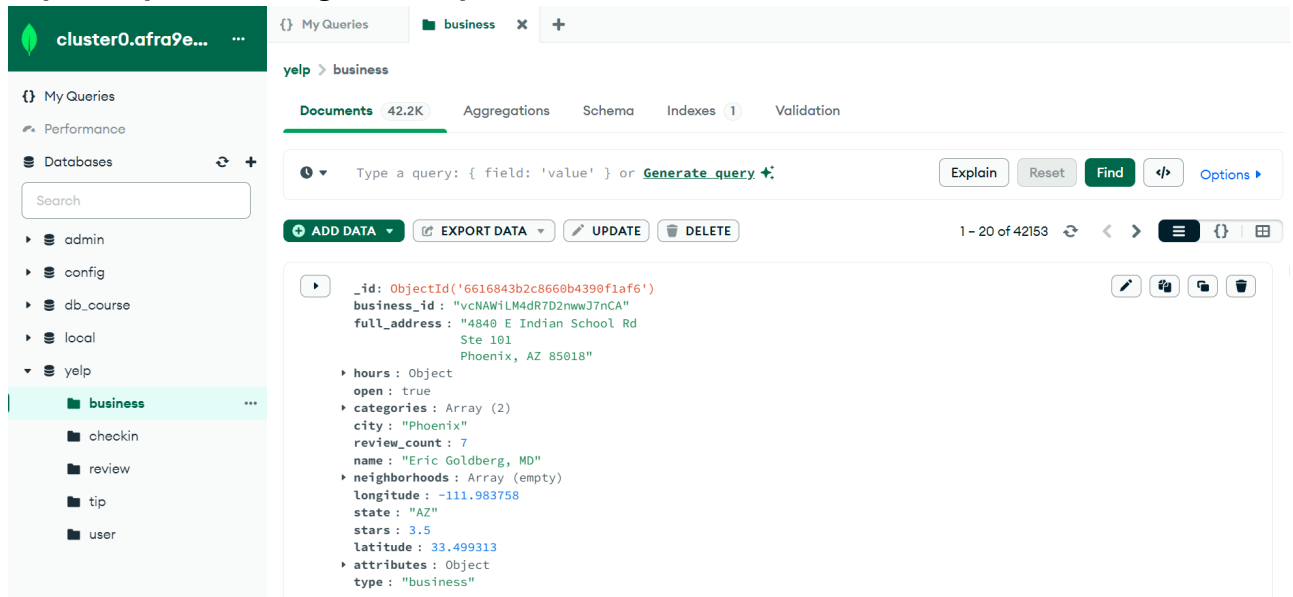 cluster0.afra9e... ...
{} My Queries
Performance
Databases
Search
admin
config
db_course
local
yelp
business ...
checkin
review
tip
user
{} My Queries
business
yelp > business
Documents 42.2K Aggregations Schema Indexes 1 Validation
Type a query: { field: 'value' } or Generate query
Explain Reset Find </> Options
ADD DATA EXPORT DATA UPDATE DELETE 1 – 20 of 42153 {}
_id: ObjectId('6616843b2c8660b4390f1af6')
business_id : "vcNAWiLM4dR7D2nwwJ7nCA"
full_address : "4840 E Indian School Rd
Ste 101
Phoenix, AZ 85018"
hours : Object
open : true
categories : Array (2)
city : "Phoenix"
review_count : 7
name : "Eric Goldberg, MD"
neighborhoods : Array (empty)
longitude : -111.983758
state : "AZ"
stars : 3.5
latitude : 33.499313
attributes : Object
type : "business"